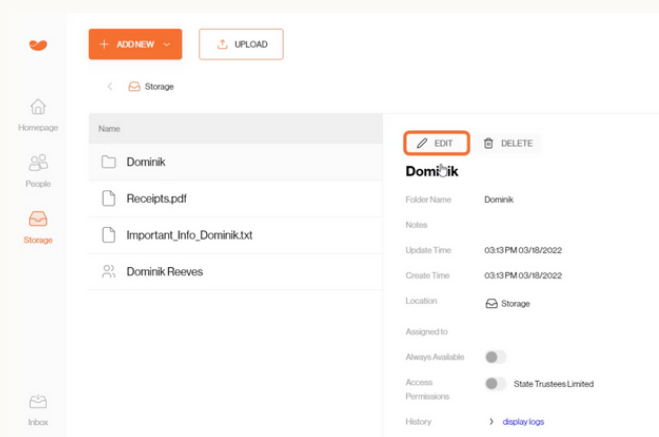 ADD NEW
UPLOAD
Storage
Homepage
People
Storage
Inbox
Name
Dominik
Receipts.pdf
Important_Info_Dominik.txt
Dominik Reeves
EDIT
DELETE
Dominik
Folder Name Dominik
Notes
Update Time 03:13 PM 03/18/2022
Create Time 03:13 PM 03/18/2022
Location Storage
Assigned to
Always Available
Access
Permissions
State Trustees Limited
History display logs